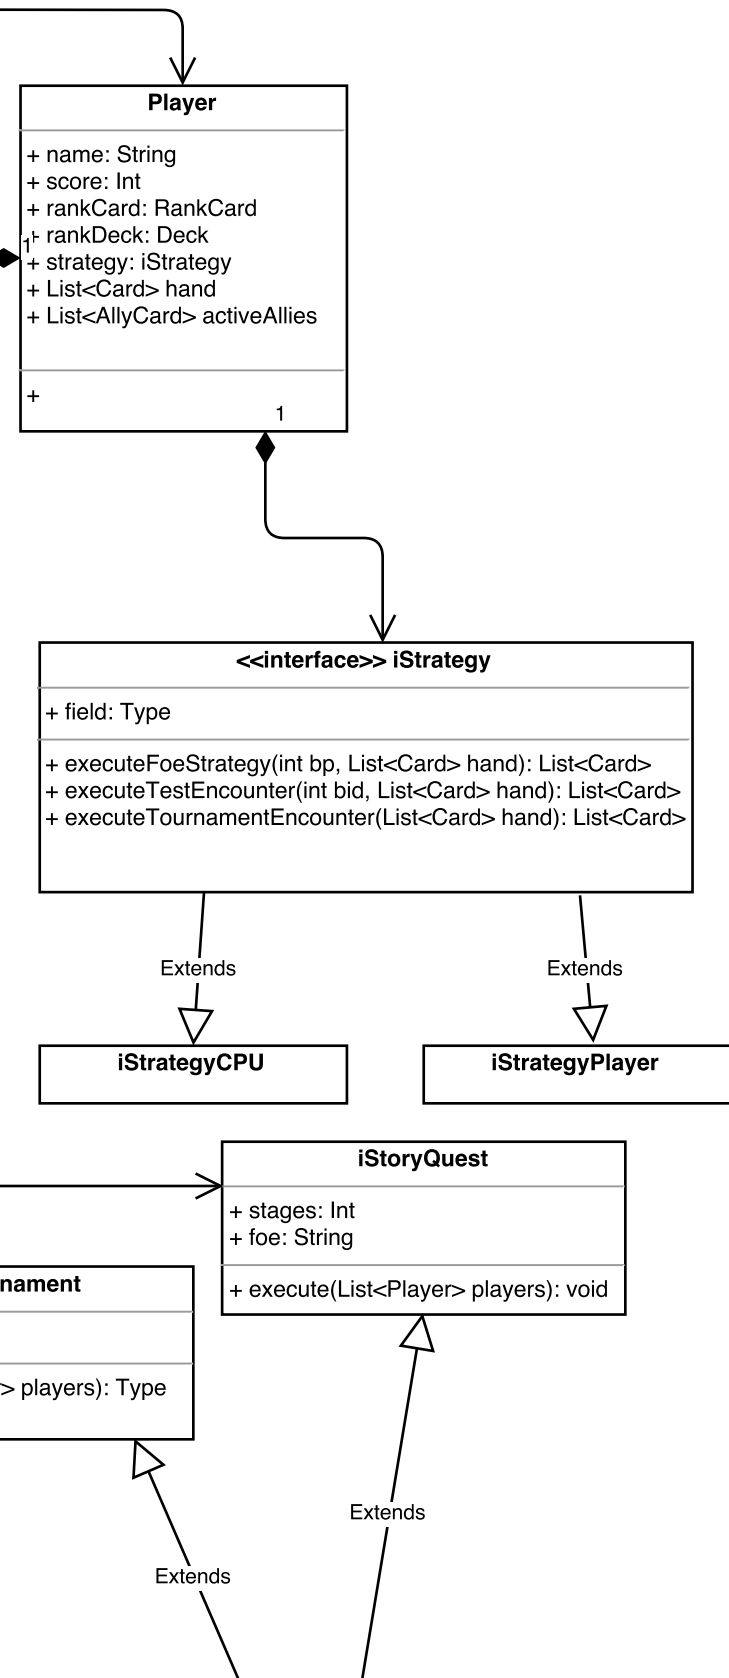 Player
+ name: String
+ score: Int
+ rankCard: RankCard
+ rankDeck: Deck
1
+ strategy: iStrategy
+ List<Card> hand
+ List<AllyCard> activeAllies
+
1
<<interface>> iStrategy
+ field: Type
+ executeFoeStrategy(int bp, List<Card> hand): List<Card>
+ executeTestEncounter(int bid, List<Card> hand): List<Card>
+ executeTournamentEncounter(List<Card> hand): List<Card>
Extends
Extends
iStrategyCPU
iStrategyPlayer
iStoryQuest
+ stages: Int
+ foe: String
+ execute(List<Player> players): void
nament
> players): Type
Extends
Extends